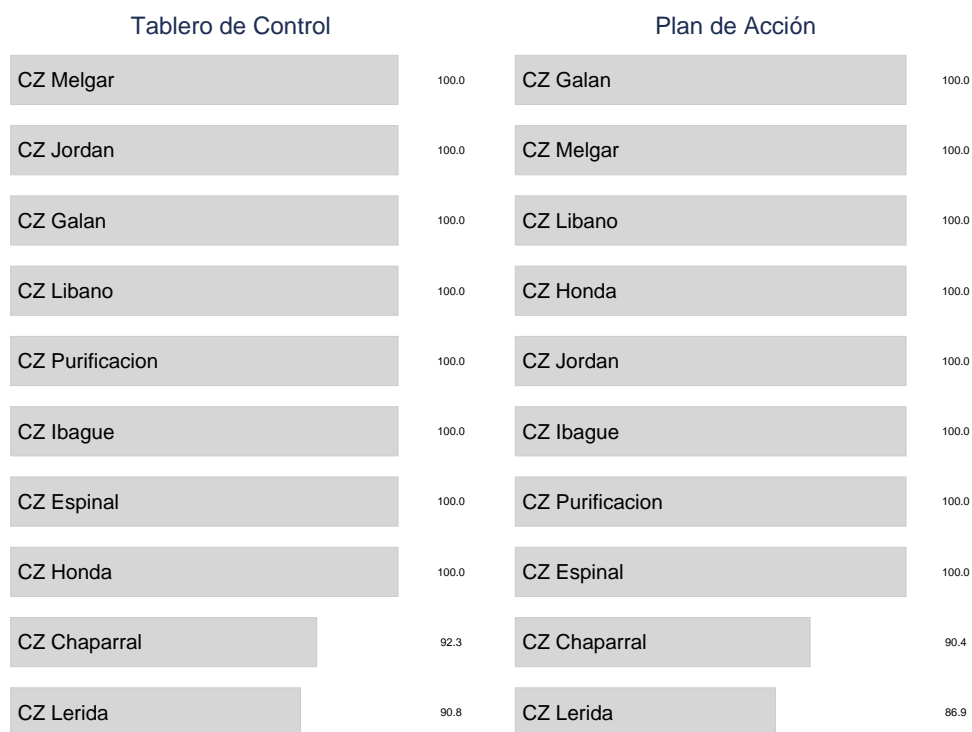 Tablero de Control
CZ Melgar 100.0
CZ Jordan 100.0
CZ Galan 100.0
CZ Libano 100.0
CZ Purificacion 100.0
CZ Ibague 100.0
CZ Espinal 100.0
CZ Honda 100.0
CZ Chaparral 92.3
CZ Lerida 90.8
Plan de Acción
CZ Galan 100.0
CZ Melgar 100.0
CZ Libano 100.0
CZ Honda 100.0
CZ Jordan 100.0
CZ Ibague 100.0
CZ Purificacion 100.0
CZ Espinal 100.0
CZ Chaparral 90.4
CZ Lerida 86.9